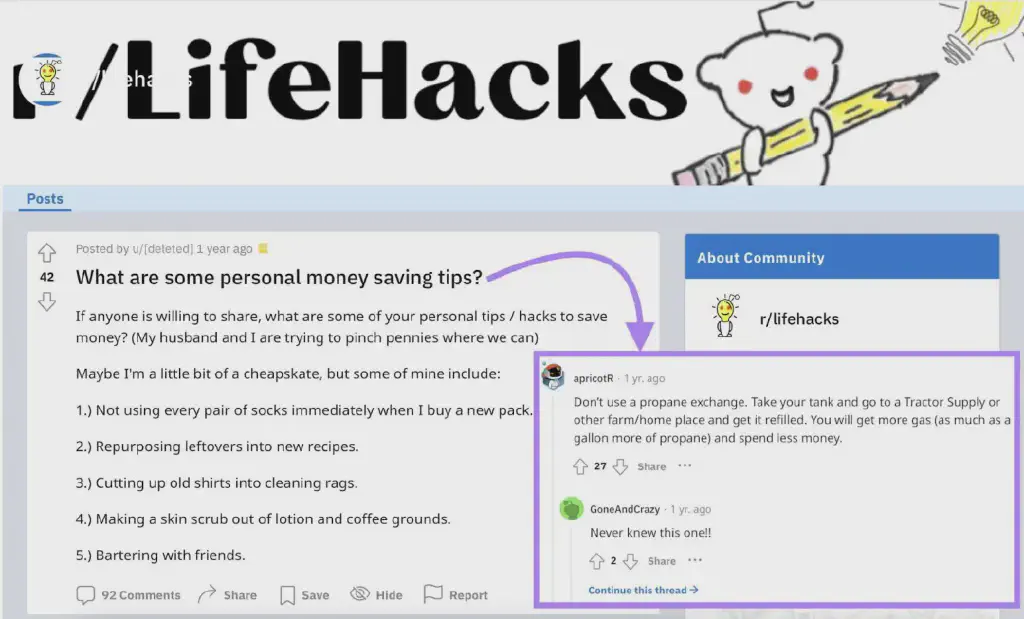 r/LifeHacks
r/lifehacks
Posts
Posted by u/[deleted] 1 year ago
42
What are some personal money saving tips?
If anyone is willing to share, what are some of your personal tips / hacks to save
money? (My husband and I are trying to pinch pennies where we can)
Maybe I'm a little bit of a cheapskate, but some of mine include:
1.) Not using every pair of socks immediately when I buy a new pack.
2.) Repurposing leftovers into new recipes.
3.) Cutting up old shirts into cleaning rags.
4.) Making a skin scrub out of lotion and coffee grounds.
5.) Bartering with friends.
92 Comments Share Save Hide Report
About Community
r/lifehacks
apricotR · 1 yr. ago
Don't use a propane exchange. Take your tank and go to a Tractor Supply or
other farm/home place and get it refilled. You will get more gas (as much as a
gallon more of propane) and spend less money.
27 Share ···
GoneAndCrazy · 1 yr. ago
Never knew this one!!
2 Share ···
Continue this thread →